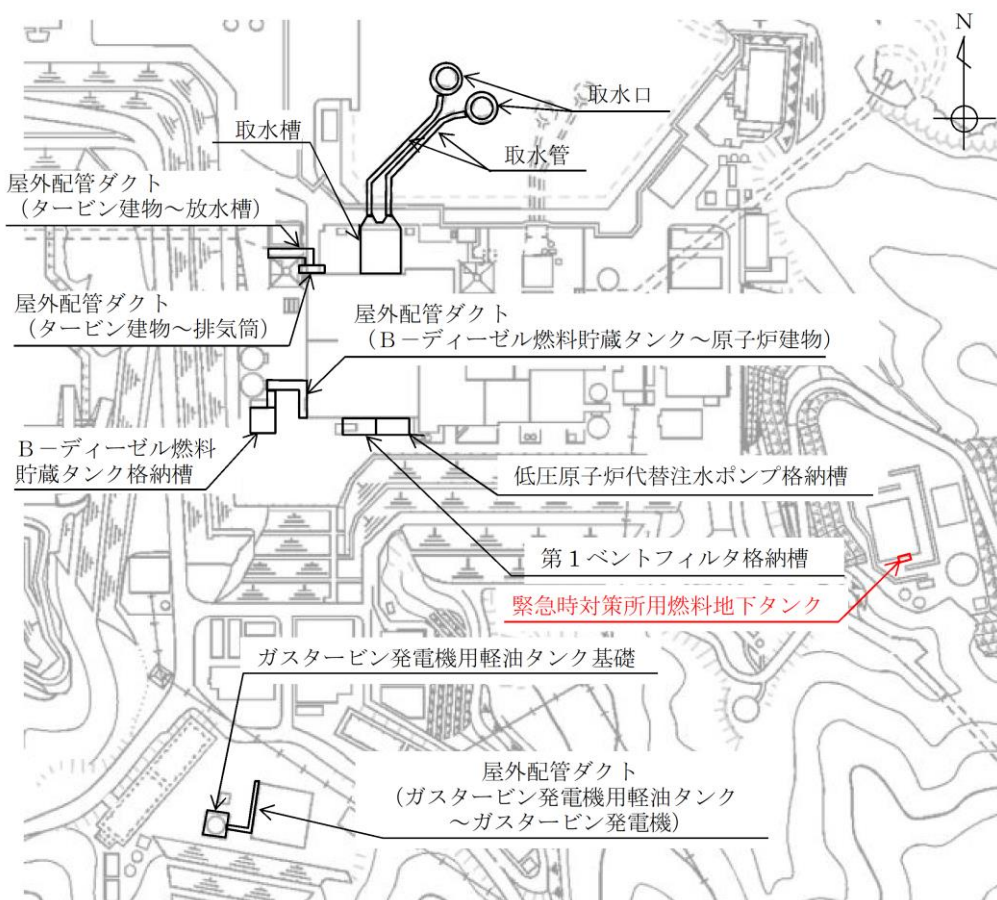 N
取水口
取水槽
取水管
屋外配管ダクト
（タービン建物～放水槽）
屋外配管ダクト
（タービン建物～排気筒）
屋外配管ダクト
（B－ディーゼル燃料貯蔵タンク～原子炉建物）
B－ディーゼル燃料
貯蔵タンク格納槽
低圧原子炉代替注水ポンプ格納槽
第１ベントフィルタ格納槽
緊急時対策所用燃料地下タンク
ガスタービン発電機用軽油タンク基礎
屋外配管ダクト
（ガスタービン発電機用軽油タンク
～ガスタービン発電機）